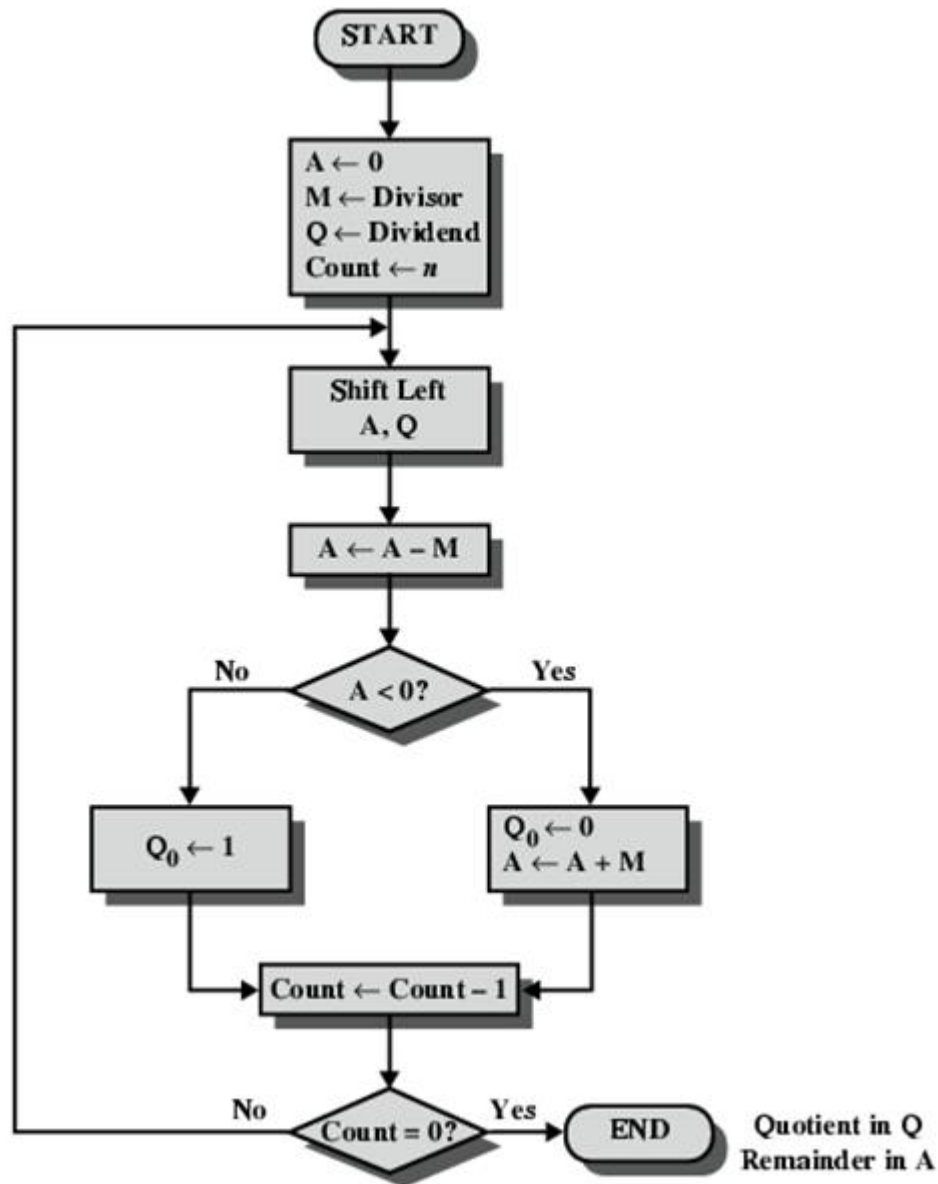 START
A ← 0
M ← Divisor
Q ← Dividend
Count ← n
Shift Left
A, Q
A ← A – M
No
A < 0?
Yes
Q₀ ← 1
Q₀ ← 0
A ← A + M
Count ← Count – 1
No
Count = 0?
Yes
END
Quotient in Q
Remainder in A